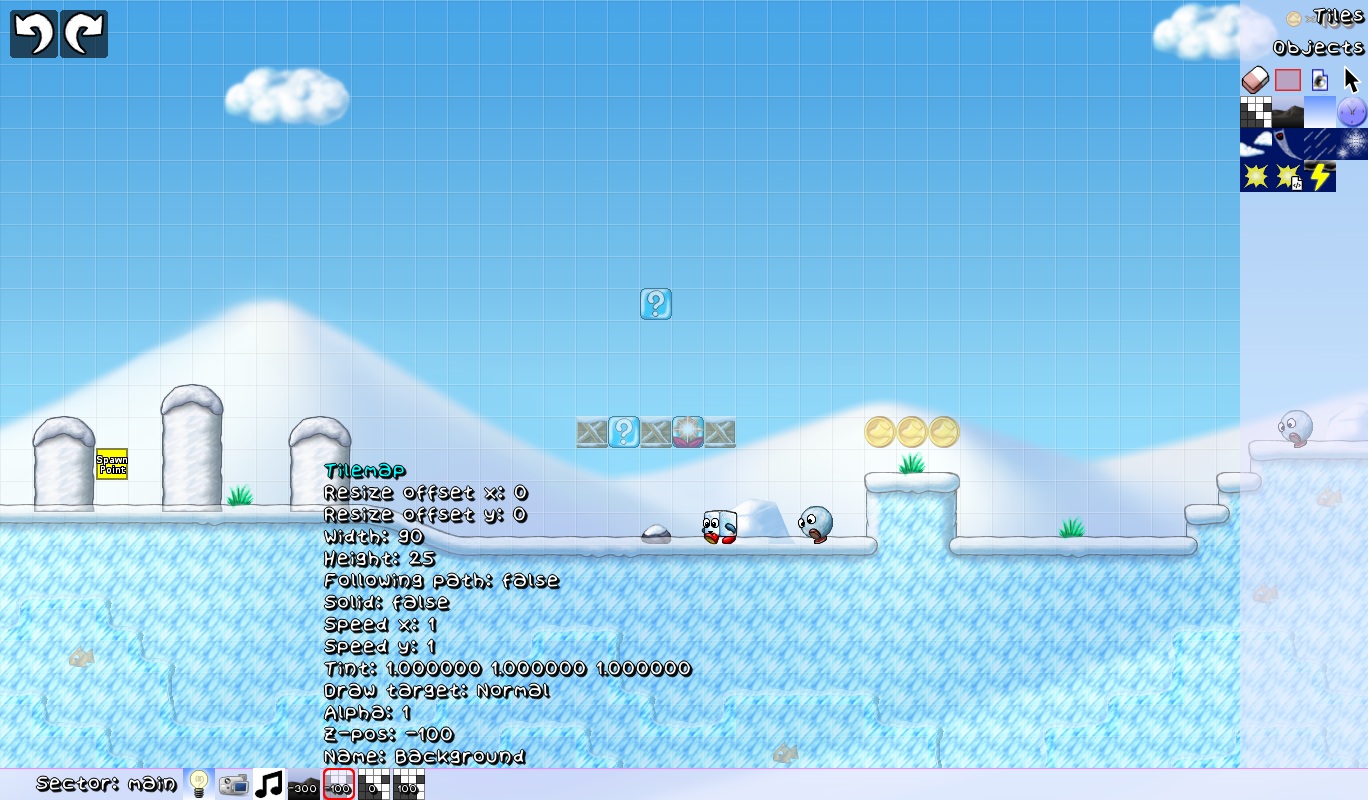 Tiles
Objects
?
?
Spawn
Point
Tilemap
Resize offset x: 0
Resize offset y: 0
Width: 90
Height: 25
Following path: false
Solid: false
Speed x: 1
Speed y: 1
Tint: 1.000000 1.000000 1.000000
Draw target: Normal
Alpha: 1
Z-pos: -100
Name: Background
Sector: main
-300
-100
0
100